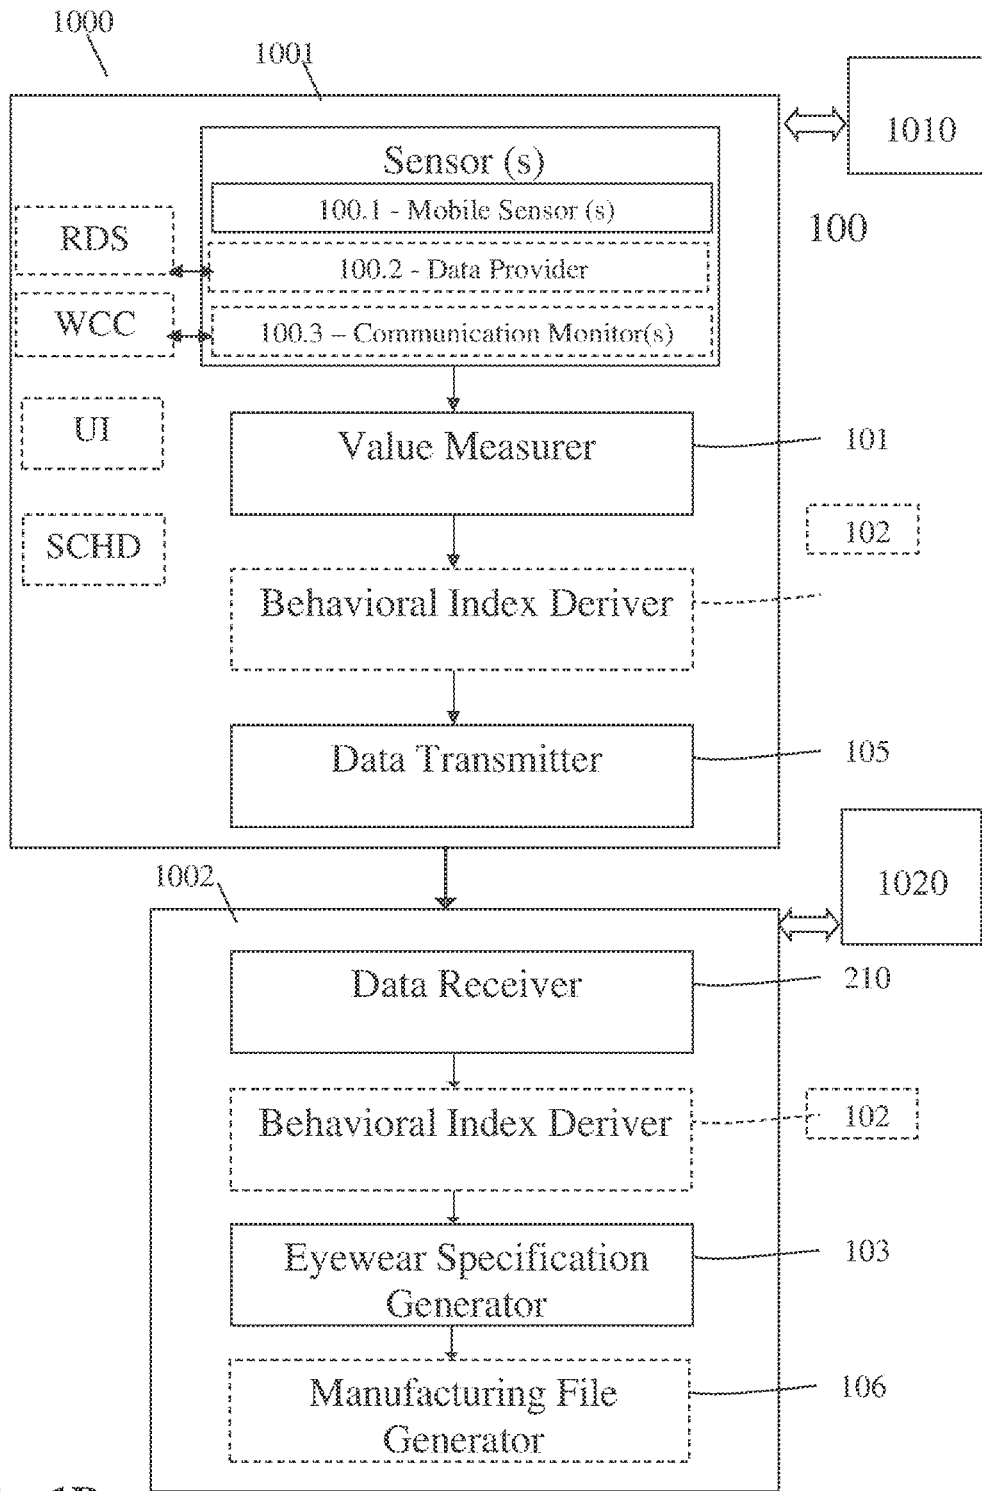 1000
1001
1010
Sensor (s)
100.1 - Mobile Sensor (s)
100
RDS
100.2 - Data Provider
WCC
100.3 – Communication Monitor(s)
UI
Value Measurer
101
SCHD
102
Behavioral Index Deriver
Data Transmitter
105
1002
1020
Data Receiver
210
Behavioral Index Deriver
102
Eyewear Specification
Generator
103
Manufacturing File
Generator
106